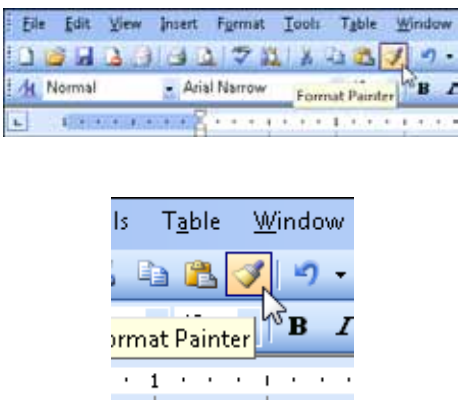 File Edit View Insert Format Tools Table Window
Normal Arial Narrow B I
Format Painter
1
ls Table Window
B I
ormat Painter
1